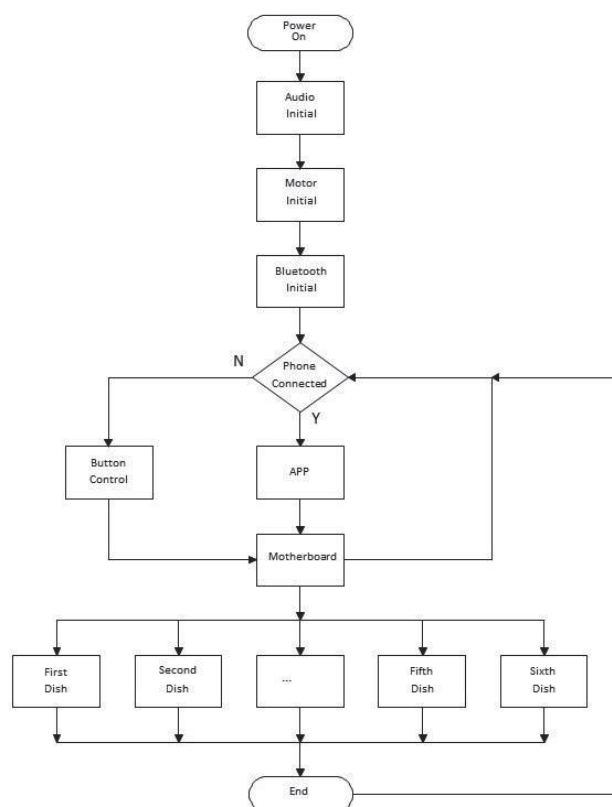 Power
On
Audio
Initial
Motor
Initial
Bluetooth
Initial
Phone
Connected
N
Y
Button
Control
APP
Motherboard
First
Dish
Second
Dish
...
Fifth
Dish
Sixth
Dish
End